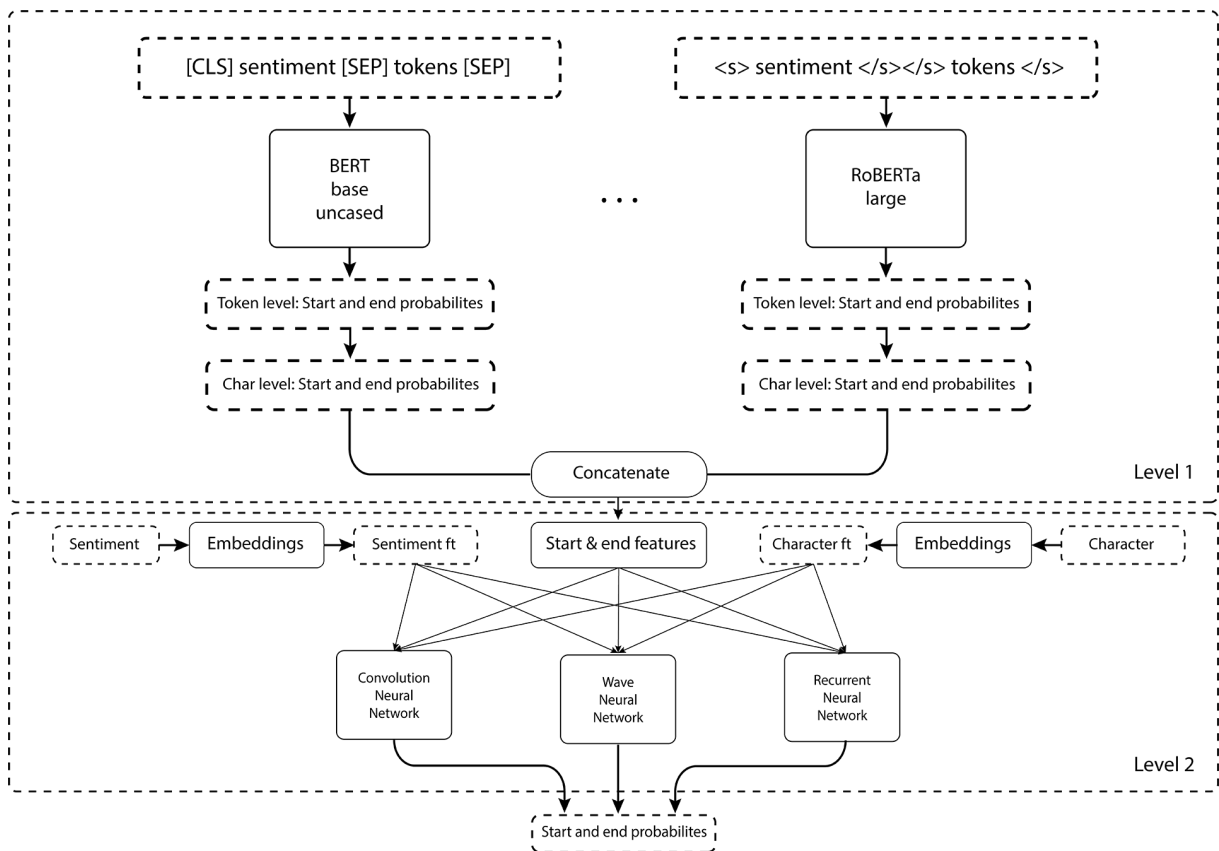 [CLS] sentiment [SEP] tokens [SEP]
<s> sentiment </s></s> tokens </s>
BERT
base
uncased
. . .
RoBERTa
large
Token level: Start and end probabilites
Token level: Start and end probabilites
Char level: Start and end probabilites
Char level: Start and end probabilites
Concatenate
Level 1
Sentiment
Embeddings
Sentiment ft
Start & end features
Character ft
Embeddings
Character
Convolution
Neural
Network
Wave
Neural
Network
Recurrent
Neural
Network
Level 2
Start and end probabilites